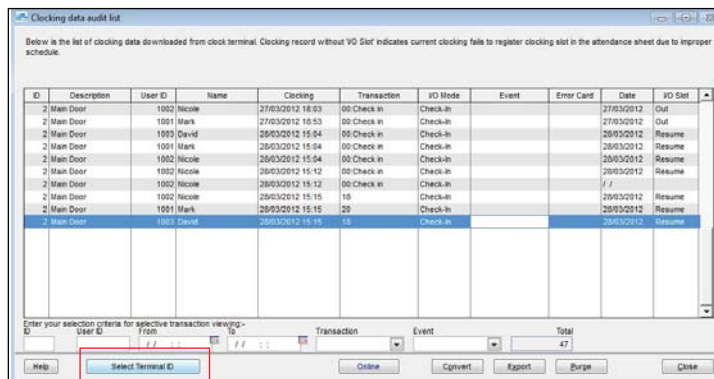 Clocking data audit list
Below is the list of clocking data downloaded from clock terminal. Clocking record without 'I/O Slot' indicates current clocking fails to register clocking slot in the attendance sheet due to improper
schedule.
ID Description User ID Name Clocking Transaction I/O Mode Event Error Card Date I/O Slot
2 Main Door 1002 Nicole 27/03/2012 18:03 00:Check in Check-In 27/03/2012 Out
2 Main Door 1001 Mark 27/03/2012 18:53 00:Check in Check-In 27/03/2012 Out
2 Main Door 1003 David 28/03/2012 15:04 00:Check in Check-In 28/03/2012 Resume
2 Main Door 1001 Mark 28/03/2012 15:04 00:Check in Check-In 28/03/2012 Resume
2 Main Door 1002 Nicole 28/03/2012 15:04 00:Check in Check-In 28/03/2012 Resume
2 Main Door 1002 Nicole 28/03/2012 15:12 00:Check in Check-In 28/03/2012 Resume
2 Main Door 1002 Nicole 28/03/2012 15:12 00:Check in Check-In / /
2 Main Door 1002 Nicole 28/03/2012 15:15 18 Check-In 28/03/2012 Resume
2 Main Door 1001 Mark 28/03/2012 15:15 20 Check-In 28/03/2012 Resume
2 Main Door 1003 David 28/03/2012 15:15 18 Check-In 28/03/2012 Resume
Enter your selection criteria for selective transaction viewing:-
ID User ID From To Transaction Event Total
/ / : : / / : : 47
Help Select Terminal ID Online Convert Export Purge Close